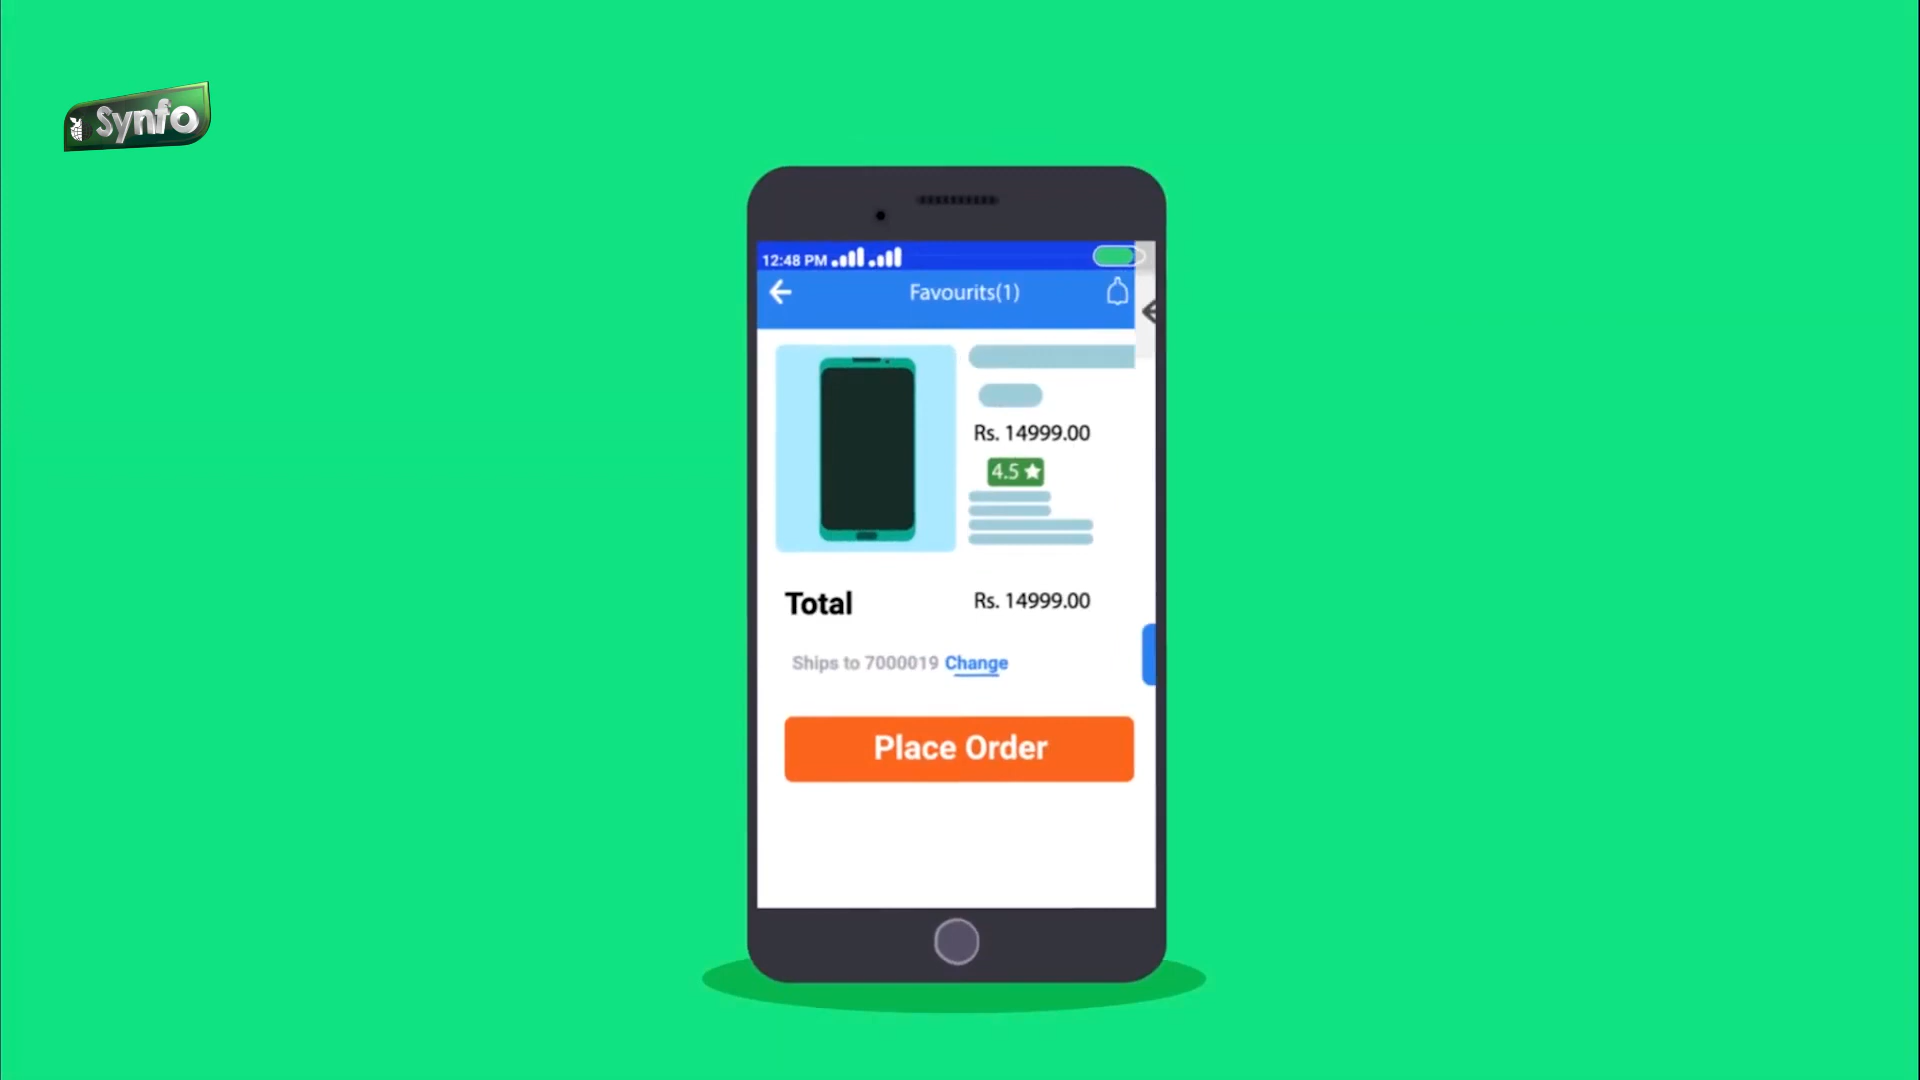 Synfo
12:48 PM
Favourits(1)
Rs. 14999.00
4.5
Total Rs. 14999.00
Ships to 7000019 Change
Place Order